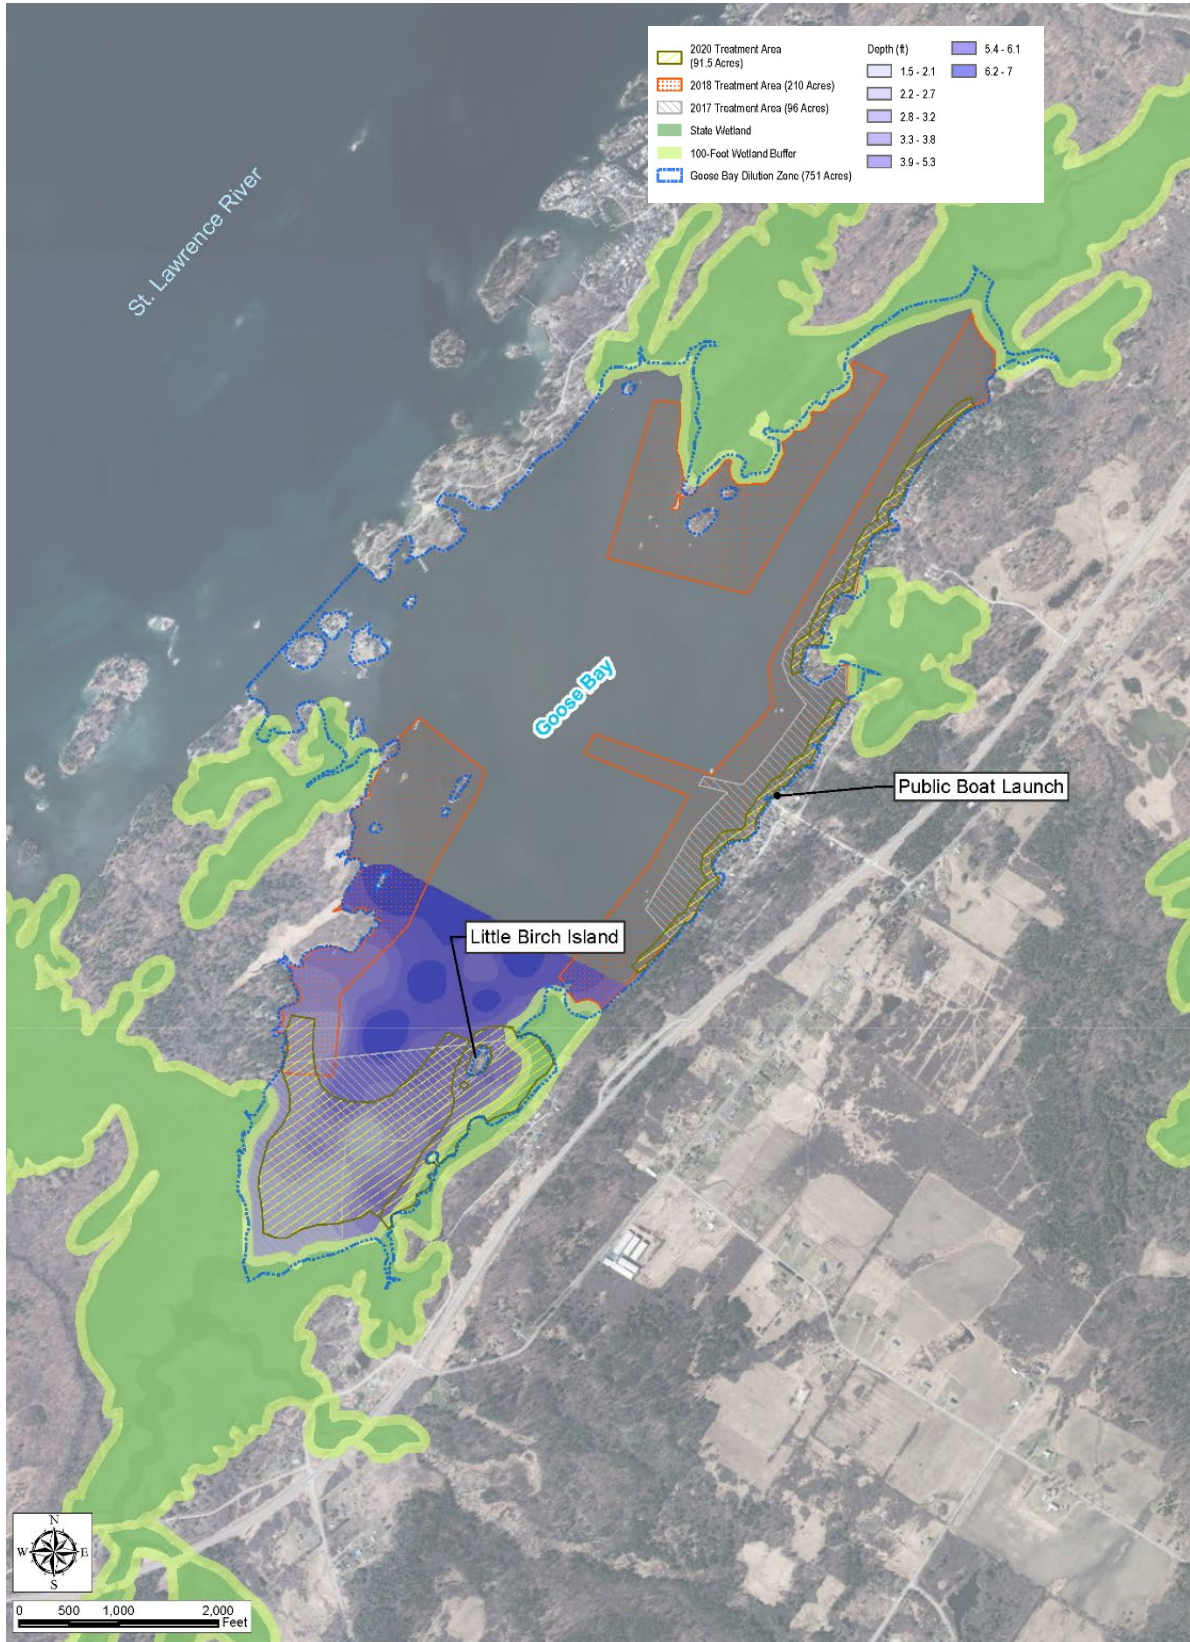 2020 Treatment Area
(91.5 Acres)
2018 Treatment Area (210 Acres)
2017 Treatment Area (96 Acres)
State Wetland
100-Foot Wetland Buffer
Goose Bay Dilution Zone (751 Acres)
Depth (ft)
1.5 - 2.1
2.2 - 2.7
2.8 - 3.2
3.3 - 3.8
3.9 - 5.3
5.4 - 6.1
6.2 - 7
St. Lawrence River
Goose Bay
Public Boat Launch
Little Birch Island
N
W E
S
0 500 1,000 2,000
Feet